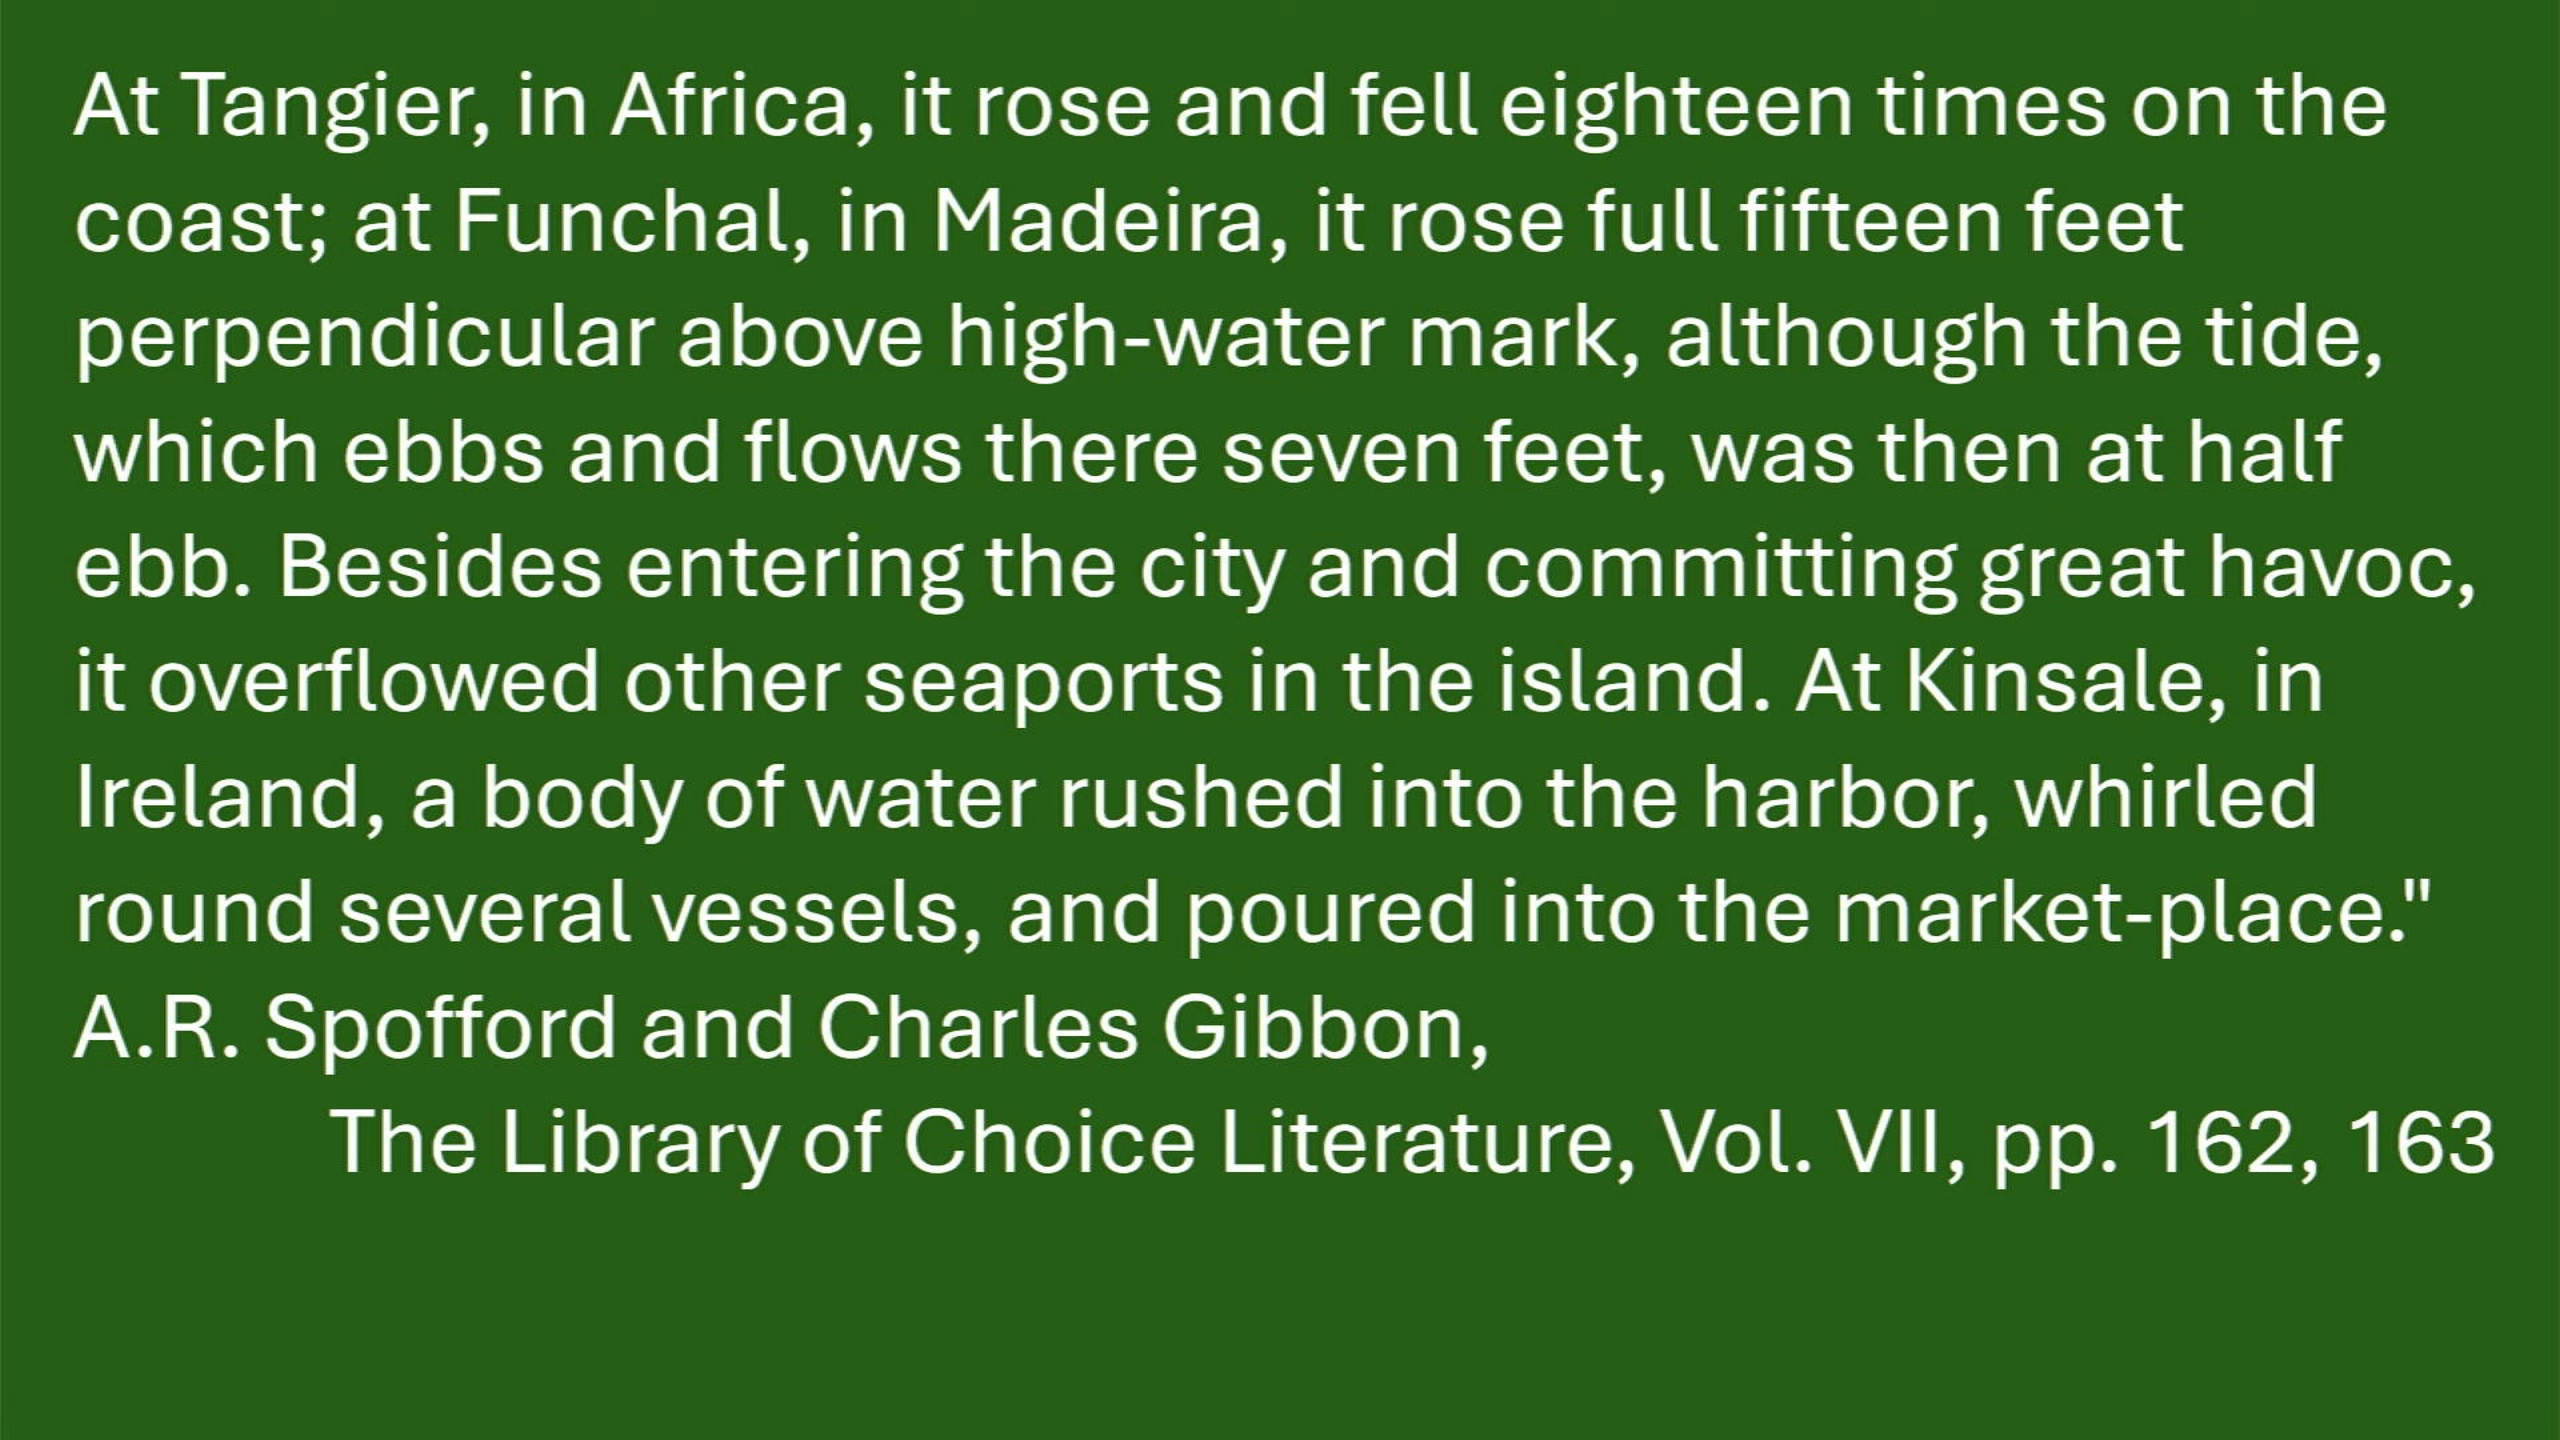 At Tangier, in Africa, it rose and fell eighteen times on the
coast; at Funchal, in Madeira, it rose full fifteen feet
perpendicular above high-water mark, although the tide,
which ebbs and flows there seven feet, was then at half
ebb. Besides entering the city and committing great havoc,
it overflowed other seaports in the island. At Kinsale, in
Ireland, a body of water rushed into the harbor, whirled
round several vessels, and poured into the market-place."
A.R. Spofford and Charles Gibbon,
The Library of Choice Literature, Vol. VII, pp. 162, 163